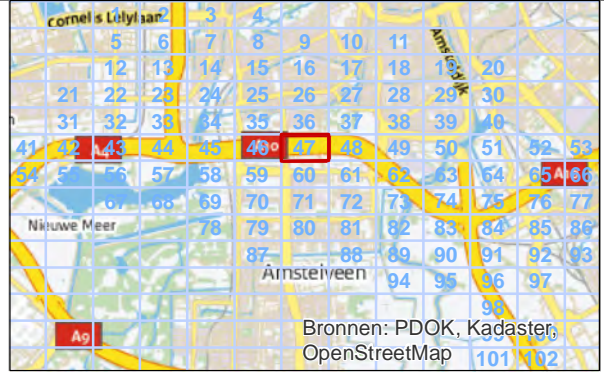 Cornelis Lelylaan 1 2 3 4
5 6 7 8 9 10 11
Amsteldijk
12 13 14 15 16 17 18 19 20
21 22 23 24 25 26 27 28 29 30
31 32 33 34 35 36 37 38 39 40
41 42 43 44 45 46 47 48 49 50 51 52 53
54 55 56 57 58 59 60 61 62 63 64 65 66
67 68 69 70 71 72 73 74 75 76 77
Nieuwe Meer 78 79 80 81 82 83 84 85 86
87 88 89 90 91 92 93
Amstelveen 94 95 96 97
98
A9
Bronnen: PDOK, Kadaster,
OpenStreetMap
101 102